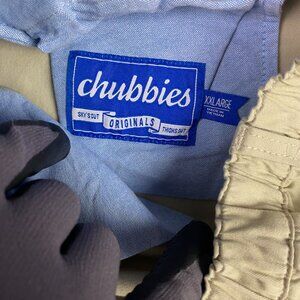 chubbies
SKY'S OUT
ORIGINALS
THIGHS OUT
XXLARGE